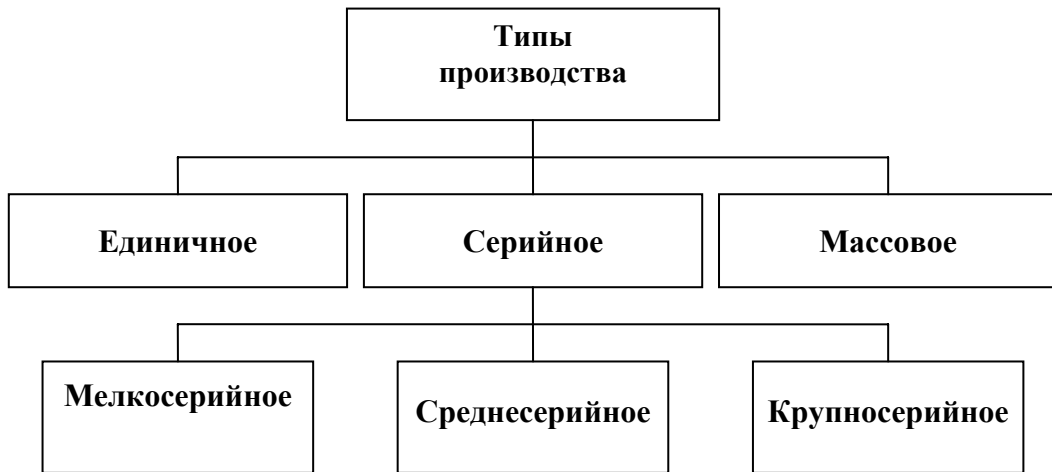 Типы
производства
Единичное
Серийное
Массовое
Мелкосерийное
Среднесерийное
Крупносерийное